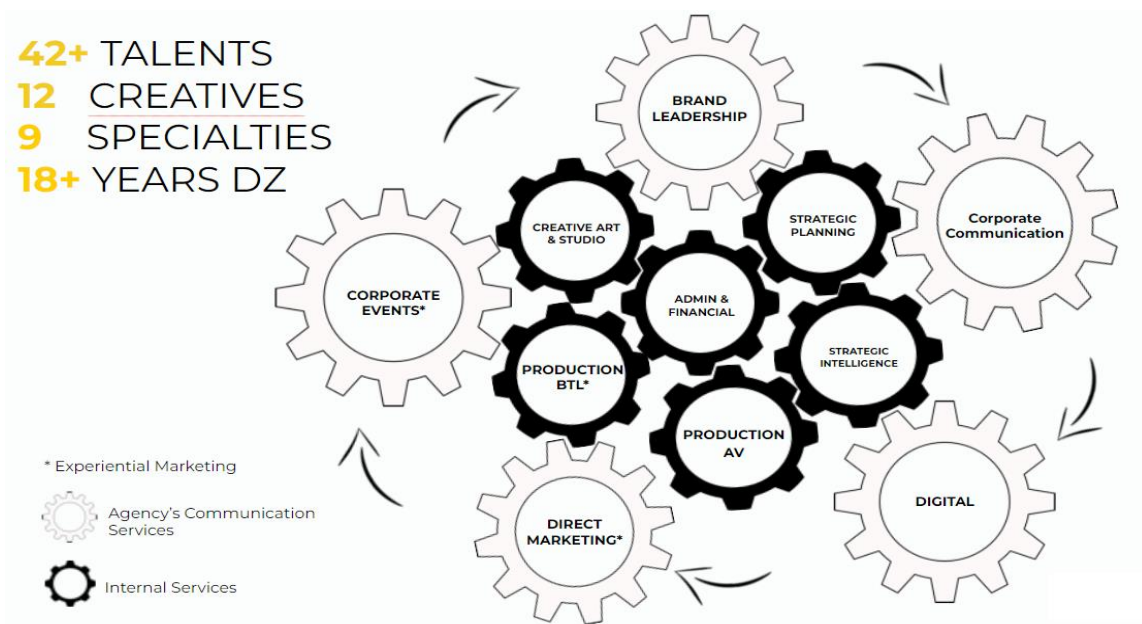 42+ TALENTS
12 CREATIVES
9 SPECIALTIES
18+ YEARS DZ
BRAND
LEADERSHIP
Corporate
Communication
CREATIVE ART
& STUDIO
STRATEGIC
PLANNING
CORPORATE
EVENTS*
ADMIN &
FINANCIAL
STRATEGIC
INTELLIGENCE
PRODUCTION
BTL*
PRODUCTION
AV
DIGITAL
DIRECT
MARKETING*
* Experiential Marketing
Agency's Communication
Services
Internal Services